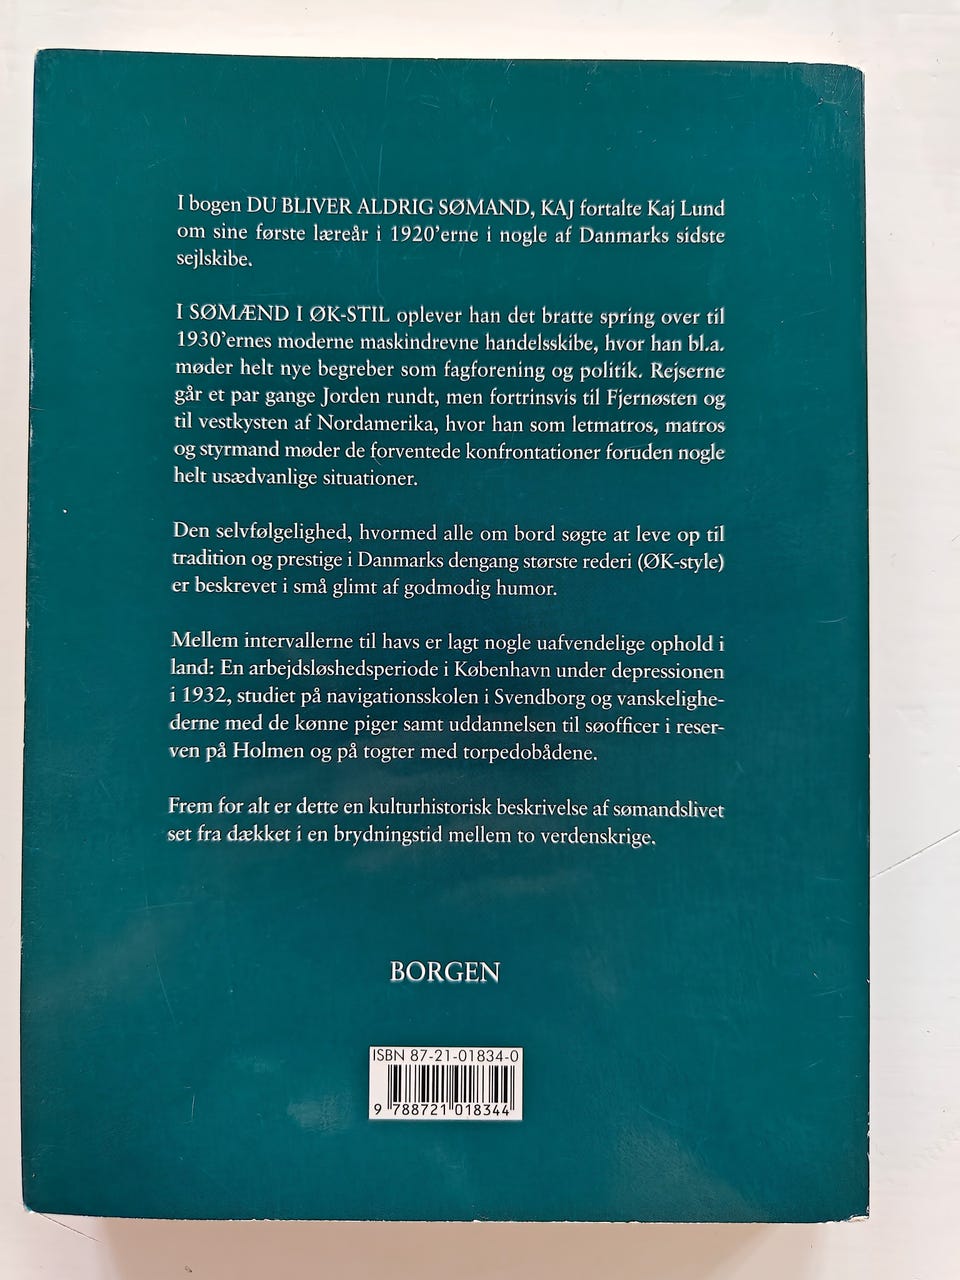 I bogen DU BLIVER ALDRIG SØMAND, KAJ fortalte Kaj Lund
om sine første læreår i 1920'erne i nogle af Danmarks sidste
sejlskibe.
I SØMÆND I ØK-STIL oplever han det bratte spring over til
1930'ernes moderne maskindrevne handelsskibe, hvor han bl.a.
møder helt nye begreber som fagforening og politik. Rejserne
går et par gange Jorden rundt, men fortrinsvis til Fjernøsten og
til vestkysten af Nordamerika, hvor han som letmatros, matros
og styrmand møder de forventede konfrontationer foruden nogle
helt usædvanlige situationer.
Den selvfølgelighed, hvormed alle om bord søgte at leve op til
tradition og prestige i Danmarks dengang største rederi (ØK-style)
er beskrevet i små glimt af godmodig humor.
Mellem intervallerne til havs er lagt nogle uafvendelige ophold i
land: En arbejdsløshedsperiode i København under depressionen
i 1932, studiet på navigationsskolen i Svendborg og vanskelighe-
derne med de kønne piger samt uddannelsen til søofficer i reser-
ven på Holmen og på togter med torpedobådene.
Frem for alt er dette en kulturhistorisk beskrivelse af sømandslivet
set fra dækket i en brydningstid mellem to verdenskrige.
BORGEN
ISBN 87-21-01834-0
9 788721 018344